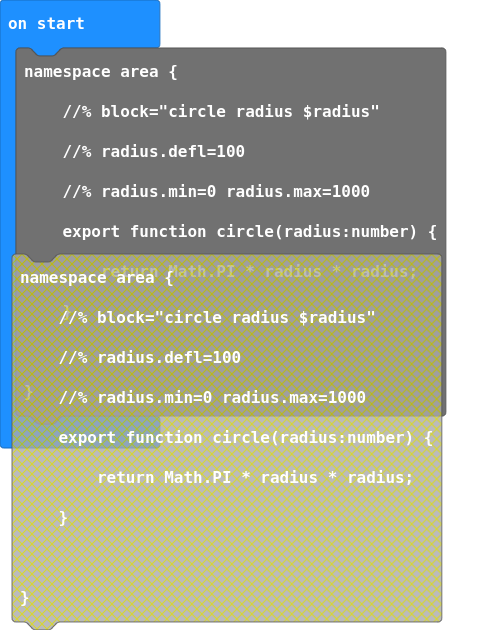 on start
namespace area {
//% block="circle radius $radius"
//% radius.defl=100
//% radius.min=0 radius.max=1000
export function circle(radius:number) {
return Math.PI * radius * radius;
}
}
namespace area {
//% block="circle radius $radius"
//% radius.defl=100
//% radius.min=0 radius.max=1000
export function circle(radius:number) {
return Math.PI * radius * radius;
}
}